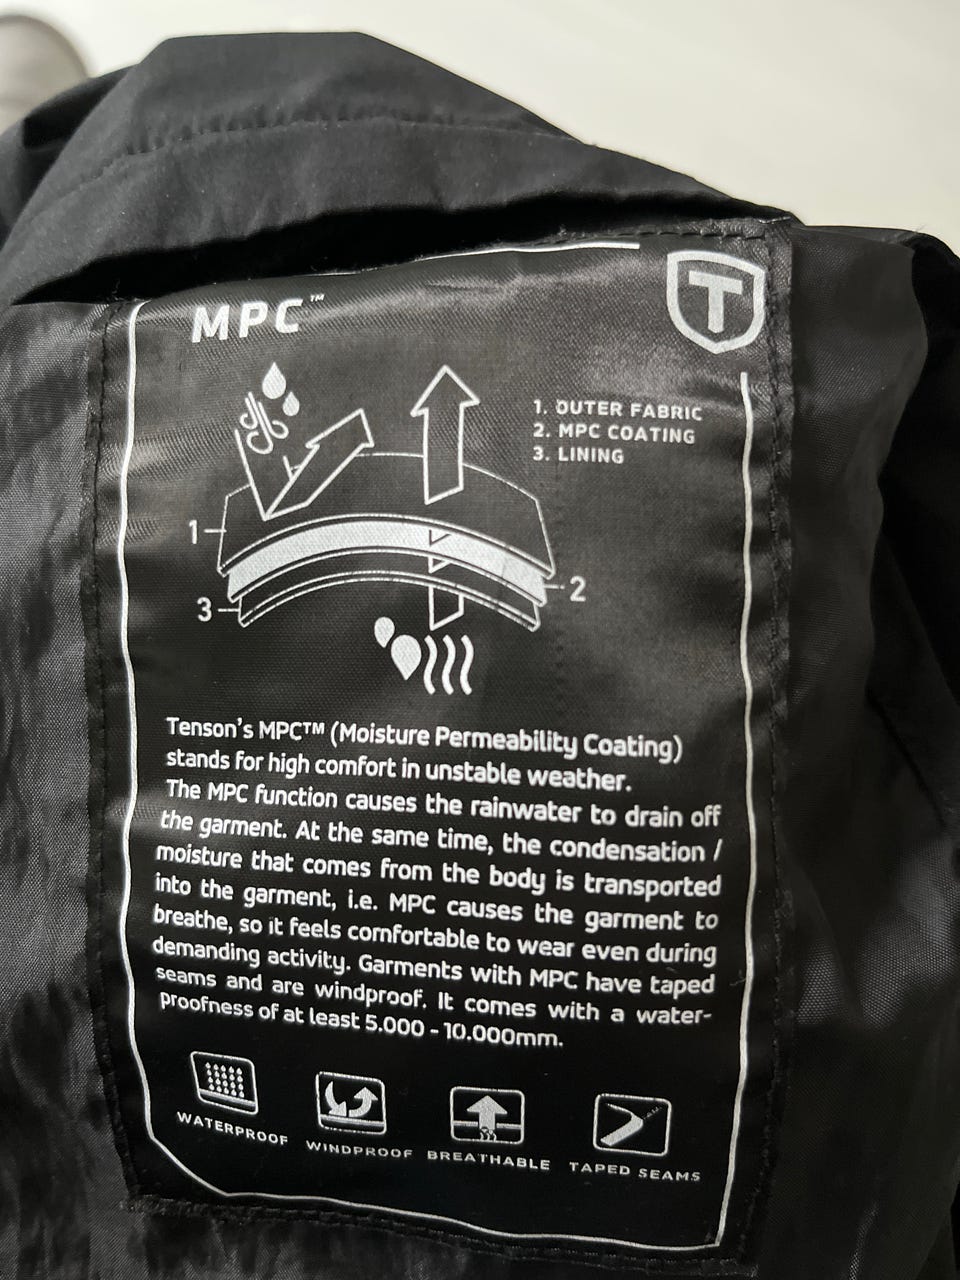 MPC™
T
1. OUTER FABRIC
2. MPC COATING
3. LINING
1
2
3
Tenson's MPC™ (Moisture Permeability Coating)
stands for high comfort in unstable weather.
The MPC function causes the rainwater to drain off
the garment. At the same time, the condensation /
moisture that comes from the body is transported
into the garment, i.e. MPC causes the garment to
breathe, so it feels comfortable to wear even during
demanding activity. Garments with MPC have taped
seams and are windproof. It comes with a water-
proofness of at least 5.000 - 10.000mm.
WATERPROOF WINDPROOF BREATHABLE TAPED SEAMS